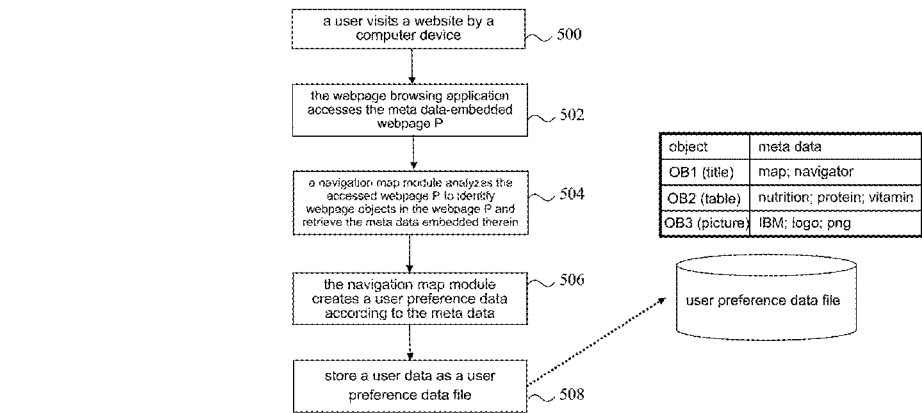 a user visits a website by a
computer device
500
the webpage browsing application
accesses the meta data-embedded
webpage P
502
a navigation map module analyzes the
accessed webpage P to identify
webpage objects in the webpage P and
retrieve the meta data embedded therein
504
the navigation map module
creates a user preference data
according to the meta data
506
store a user data as a user
preference data file
508
object meta data
OB1 (title) map; navigator
OB2 (table) nutrition; protein; vitamin
OB3 (picture) IBM; logo; png
user preference data file